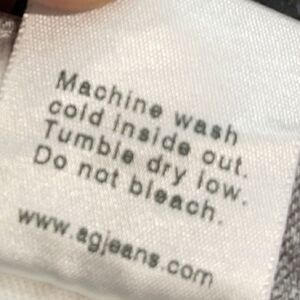 Machine wash
cold inside out.
Tumble dry low.
Do not bleach.
www.agjeans.com